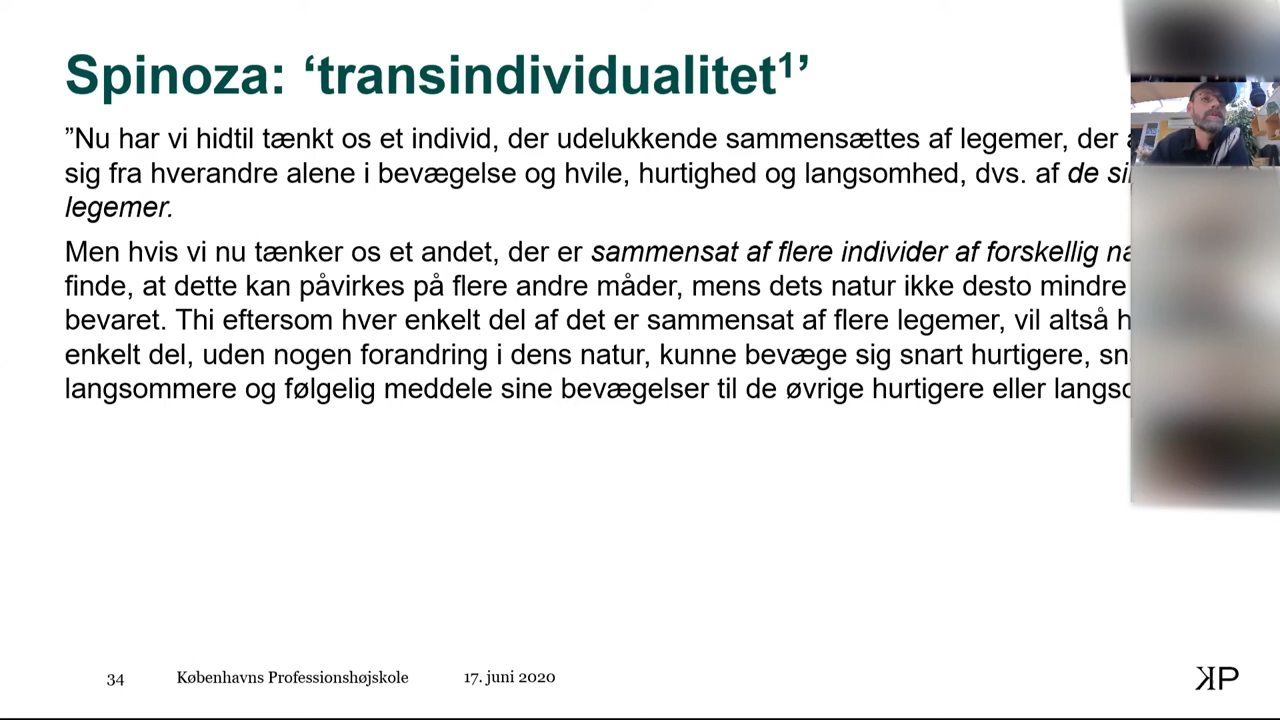 Spinoza: ‘transindividualitet¹’
”Nu har vi hidtil tænkt os et individ, der udelukkende sammensættes af legemer, der
sig fra hverandre alene i bevægelse og hvile, hurtighed og langsomhed, dvs. af de
legemer.
Men hvis vi nu tænker os et andet, der er sammensat af flere individer af forskellig
finde, at dette kan påvirkes på flere andre måder, mens dets natur ikke desto mindre
bevaret. Thi eftersom hver enkelt del af det er sammensat af flere legemer, vil altså
enkelt del, uden nogen forandring i dens natur, kunne bevæge sig snart hurtigere,
langsommere og følgelig meddele sine bevægelser til de øvrige hurtigere eller
34 Københavns Professionshøjskole 17. juni 2020
KP